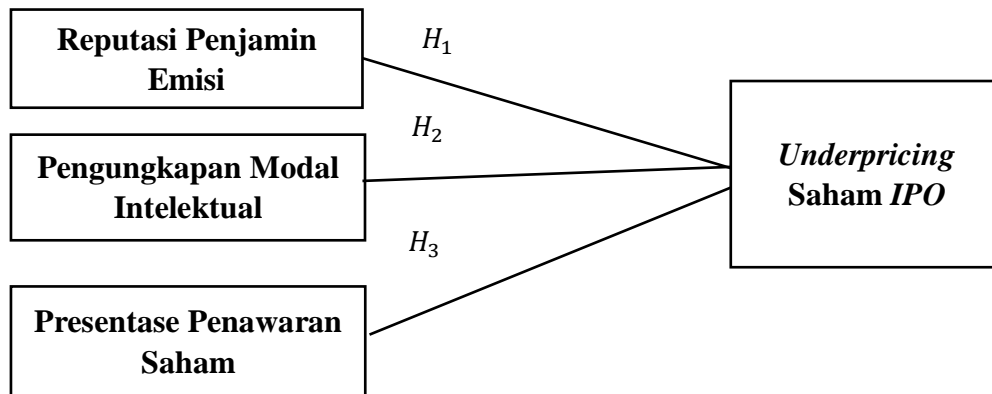 Reputasi Penjamin
Emisi
H₁
Pengungkapan Modal
Intelektual
H₂
Presentase Penawaran
Saham
H₃
Underpricing
Saham IPO